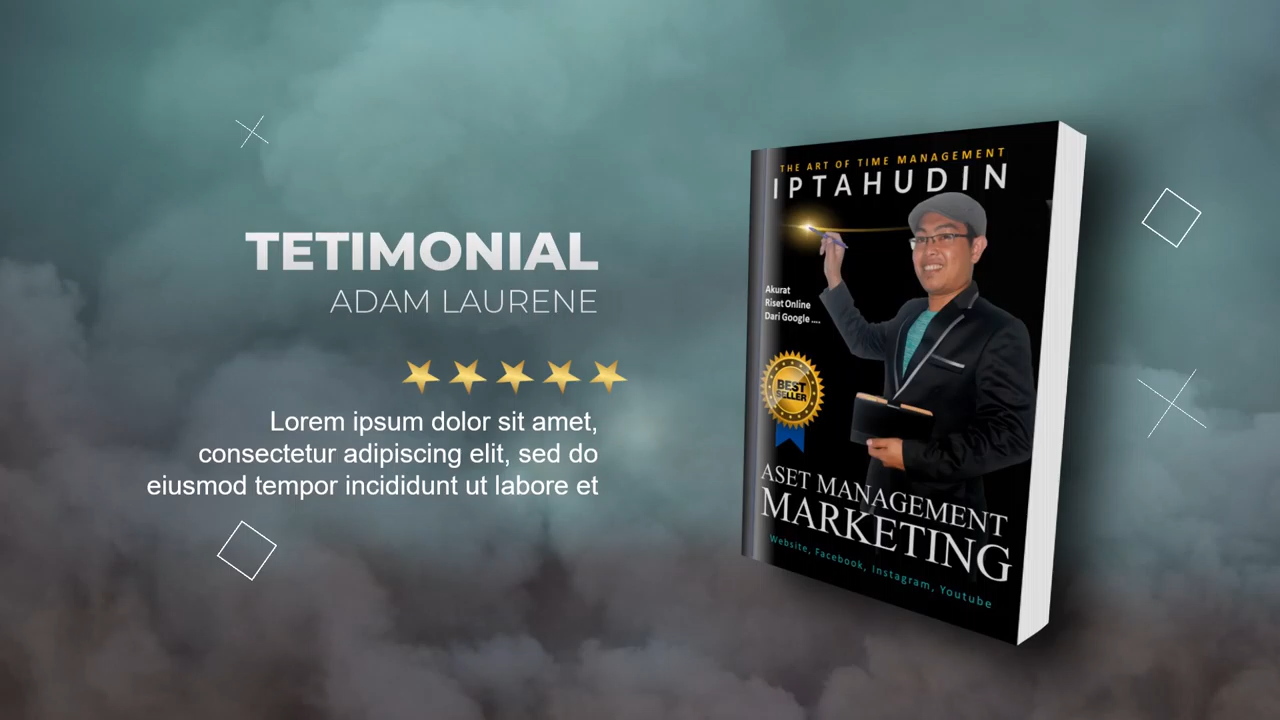 TETIMONIAL
ADAM LAURENE
Lorem ipsum dolor sit amet,
consectetur adipiscing elit, sed do
eiusmod tempor incididunt ut labore et
THE ART OF TIME MANAGEMENT
IPTAHUDIN
Akurat
Riset Online
Dari Google ....
BEST
SELLER
ASET MANAGEMENT
MARKETING
Website, Facebook, Instagram, Youtube